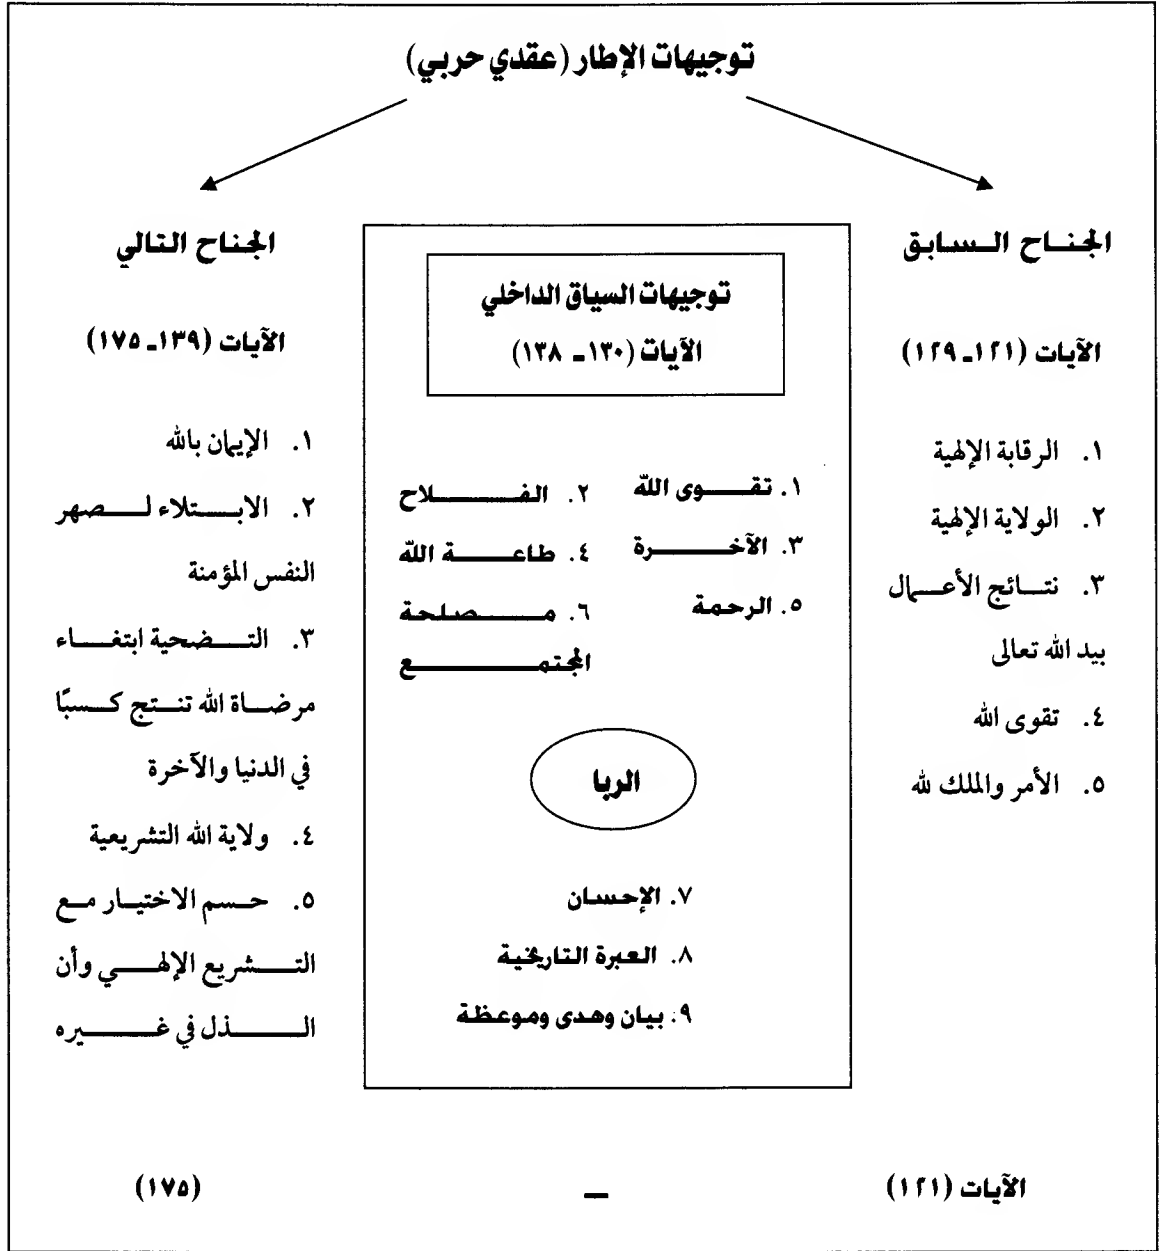 توجيهات الإطار (عقدي حربي)
الجناح السابق
الآيات (١٢١ـ ١٢٩)
١. الرقابة الإلهية
٢. الولاية الإلهية
٣. نتائج الأعمال
بيد الله تعالى
٤. تقوى الله
٥. الأمر والملك لله
توجيهات السياق الداخلي
الآيات (١٣٠ ـ ١٣٨)
١. تقوى الله ٢. الفلاح
٣. الآخرة ٤. طاعة الله
٥. الرحمة ٦. مصلحة
المجتمع
الربا
٧. الإحسان
٨. العبرة التاريخية
٩. بيان وهدى وموعظة
الجناح التالي
الآيات (١٣٩ـ ١٧٥)
١. الإيمان بالله
٢. الابتلاء لصهر
النفس المؤمنة
٣. التضحية ابتغاء
مرضاة الله تنتج كسبًا
في الدنيا والآخرة
٤. ولاية الله التشريعية
٥. حسم الاختيار مع
التشريع الإلهي وأن
الذل في غيره
الآيات (١٢١) ـ (١٧٥)